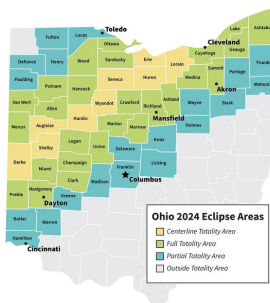 Fulton
Lucas
Toledo
Williams
Ottawa
Lake
Ashtabula
Cleveland
Defiance
Henry
Wood
Sandusky
Erie
Lorain
Cuyahoga
Geauga
Trumbull
Paulding
Seneca
Huron
Medina
Summit
Portage
Putnam
Hancock
Akron
Mahoning
Van Wert
Wyandot
Crawford
Richland
Ashland
Wayne
Stark
Allen
Mansfield
Mercer
Auglaize
Hardin
Marion
Morrow
Holmes
Knox
Shelby
Logan
Union
Delaware
Darke
Champaign
Licking
Miami
Franklin
Clark
Madison
Columbus
Preble
Montgomery
Greene
Dayton
Butler
Warren
Hamilton
Cincinnati
Ohio 2024 Eclipse Areas
Centerline Totality Area
Full Totality Area
Partial Totality Area
Outside Totality Area